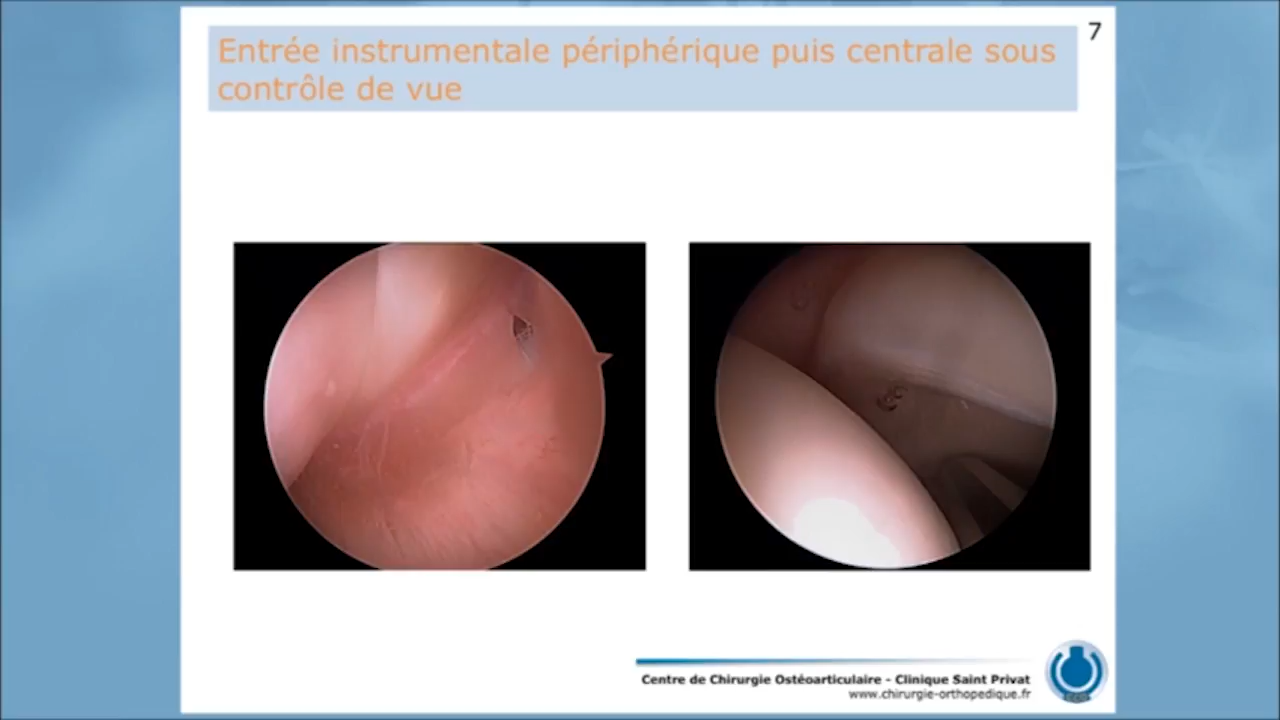 7
Entrée instrumentale périphérique puis centrale sous
contrôle de vue
Centre de Chirurgie Ostéoarticulaire - Clinique Saint Privat
www.chirurgie-orthopedique.fr